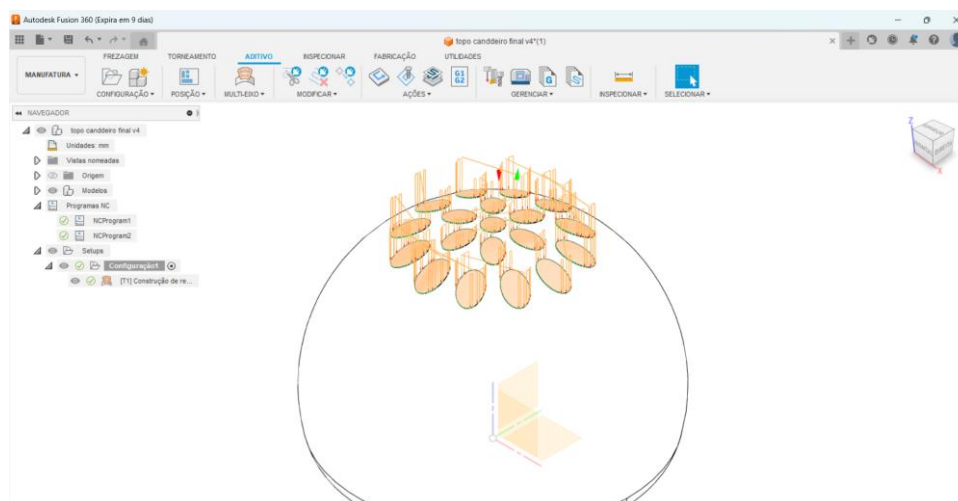 Autodesk Fusion 360 (Expira em 9 dias)
topo canddeiro final v4*(1)
FREZAGEM TORNEAMENTO ADITIVO INSPECIONAR FABRICAÇÃO UTILIDADES
MANUFATURA
G1
G2
CONFIGURAÇÃO POSIÇÃO MULTI-EIXO MODIFICAR AÇÕES GERENCIAR INSPECIONAR SELECIONAR
NAVEGADOR
topo canddeiro final v4
Unidades: mm
Vistas nomeadas
Origem
Modelos
Programas NC
NCProgram1
NCProgram2
Setups
Configuração1
[T1] Construção de re...
Z
X